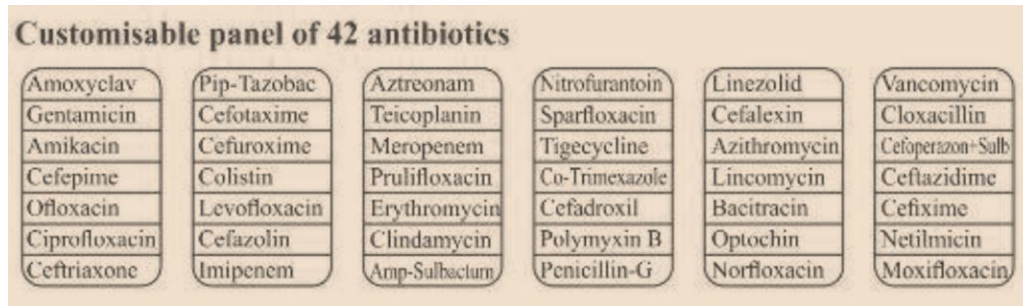 Customisable panel of 42 antibiotics
Amoxyclav
Gentamicin
Amikacin
Cefepime
Ofloxacin
Ciprofloxacin
Ceftriaxone
Pip-Tazobac
Cefotaxime
Cefuroxime
Colistin
Levofloxacin
Cefazolin
Imipenem
Aztreonam
Teicoplanin
Meropenem
Prulifloxacin
Erythromycin
Clindamycin
Amp-Sulbactum
Nitrofurantoin
Sparfloxacin
Tigecycline
Co-Trimexazole
Cefadroxil
Polymyxin B
Penicillin-G
Linezolid
Cefalexin
Azithromycin
Lincomycin
Bacitracin
Optochin
Norfloxacin
Vancomycin
Cloxacillin
Cefoperazon+Sulb
Ceftazidime
Cefixime
Netilmicin
Moxifloxacin